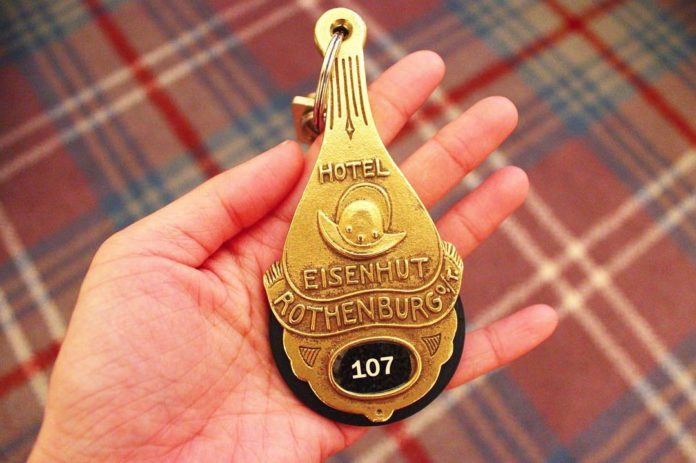 HOTEL
EISENHUT
ROTHENBURG o/T
107